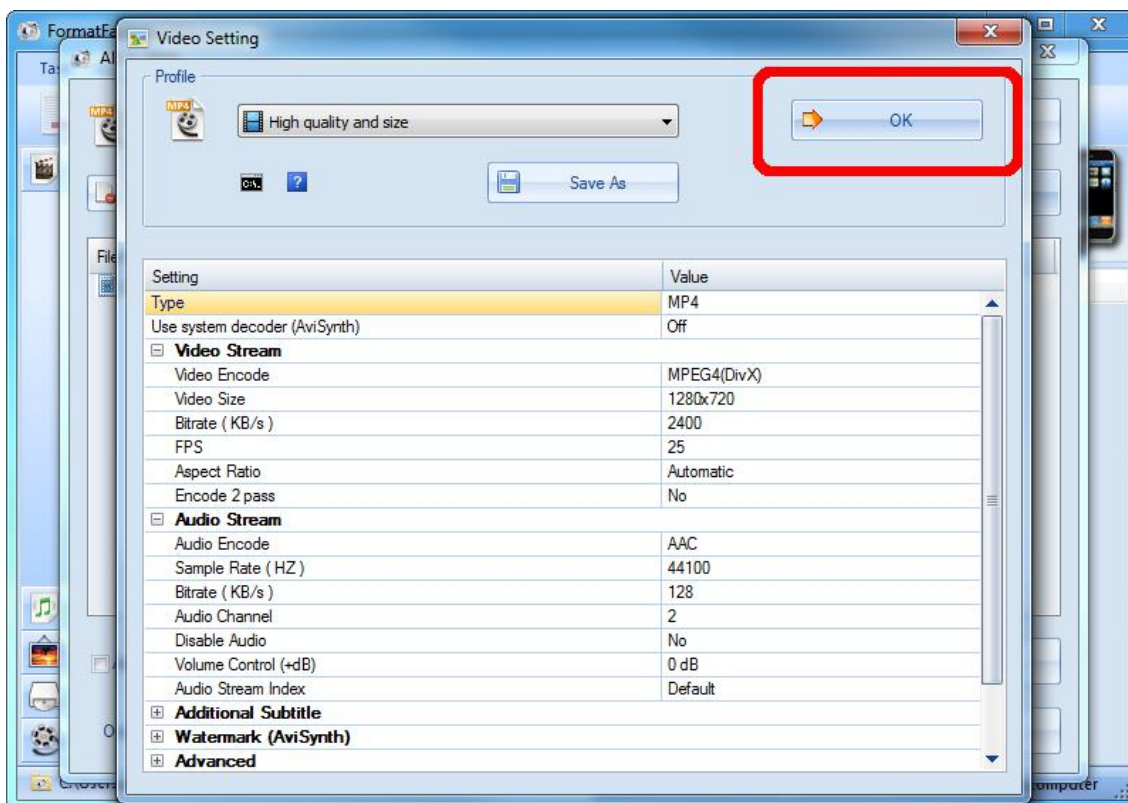 FormatFa
Video Setting
Al
Ta
Profile
MP4
High quality and size
OK
C:\.
?
Save As
MP4
File
Setting Value
Type MP4
Use system decoder (AviSynth) Off
Video Stream
Video Encode MPEG4(DivX)
Video Size 1280x720
Bitrate ( KB/s ) 2400
FPS 25
Aspect Ratio Automatic
Encode 2 pass No
Audio Stream
Audio Encode AAC
Sample Rate ( HZ ) 44100
Bitrate ( KB/s ) 128
Audio Channel 2
Disable Audio No
Volume Control (+dB) 0 dB
Audio Stream Index Default
Additional Subtitle
Watermark (AviSynth)
Advanced